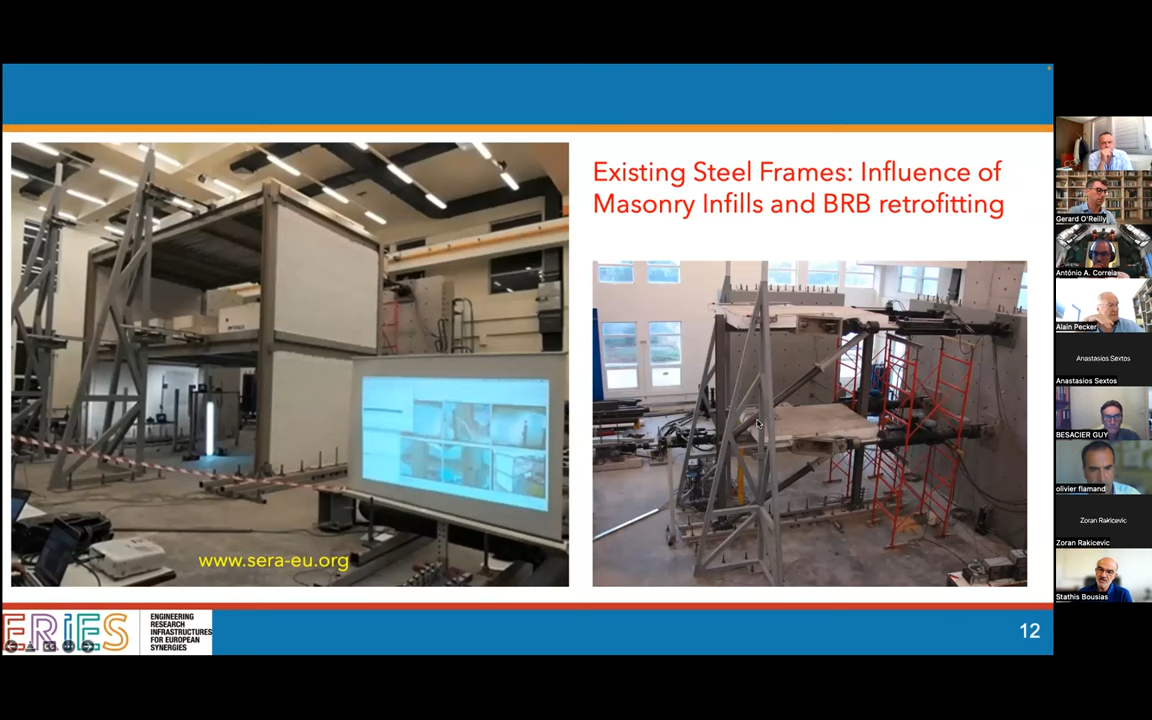 Existing Steel Frames: Influence of
Masonry Infills and BRB retrofitting
www.sera-eu.org
ERIES
ENGINEERING
RESEARCH
INFRASTRUCTURES
FOR EUROPEAN
SYNERGIES
12
Gerard O'Reilly
António A. Correia
Alain Pecker
Anastasios Sextos
Anastasios Sextos
BESACIER GUY
olivier flamand
Zoran Rakicevic
Zoran Rakicevic
Stathis Bousias